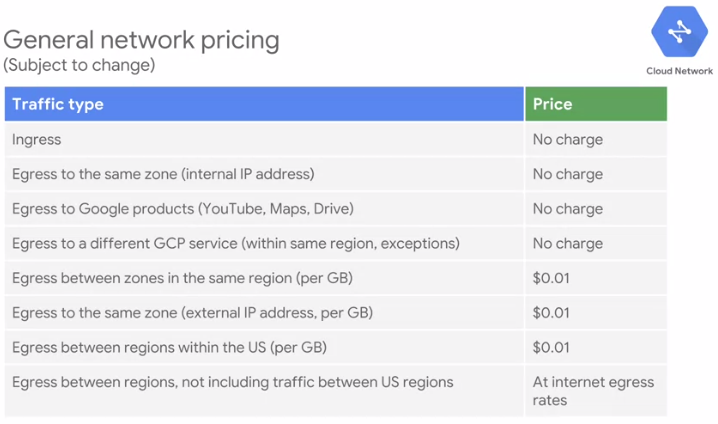 General network pricing
(Subject to change)
Cloud Network
Traffic type Price
Ingress No charge
Egress to the same zone (internal IP address) No charge
Egress to Google products (YouTube, Maps, Drive) No charge
Egress to a different GCP service (within same region, exceptions) No charge
Egress between zones in the same region (per GB) $0.01
Egress to the same zone (external IP address, per GB) $0.01
Egress between regions within the US (per GB) $0.01
Egress between regions, not including traffic between US regions At internet egress
rates